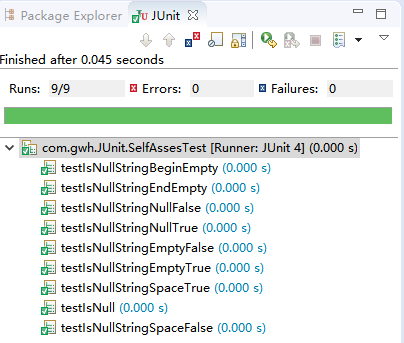 Package Explorer JUnit
Finished after 0.045 seconds
Runs: 9/9 Errors: 0 Failures: 0
com.gwh.JUnit.SelfAssesTest [Runner: JUnit 4] (0.000 s)
testIsNullStringBeginEmpty (0.000 s)
testIsNullStringEndEmpty (0.000 s)
testIsNullStringNullFalse (0.000 s)
testIsNullStringNullTrue (0.000 s)
testIsNullStringEmptyFalse (0.000 s)
testIsNullStringEmptyTrue (0.000 s)
testIsNullStringSpaceTrue (0.000 s)
testIsNull (0.000 s)
testIsNullStringSpaceFalse (0.000 s)